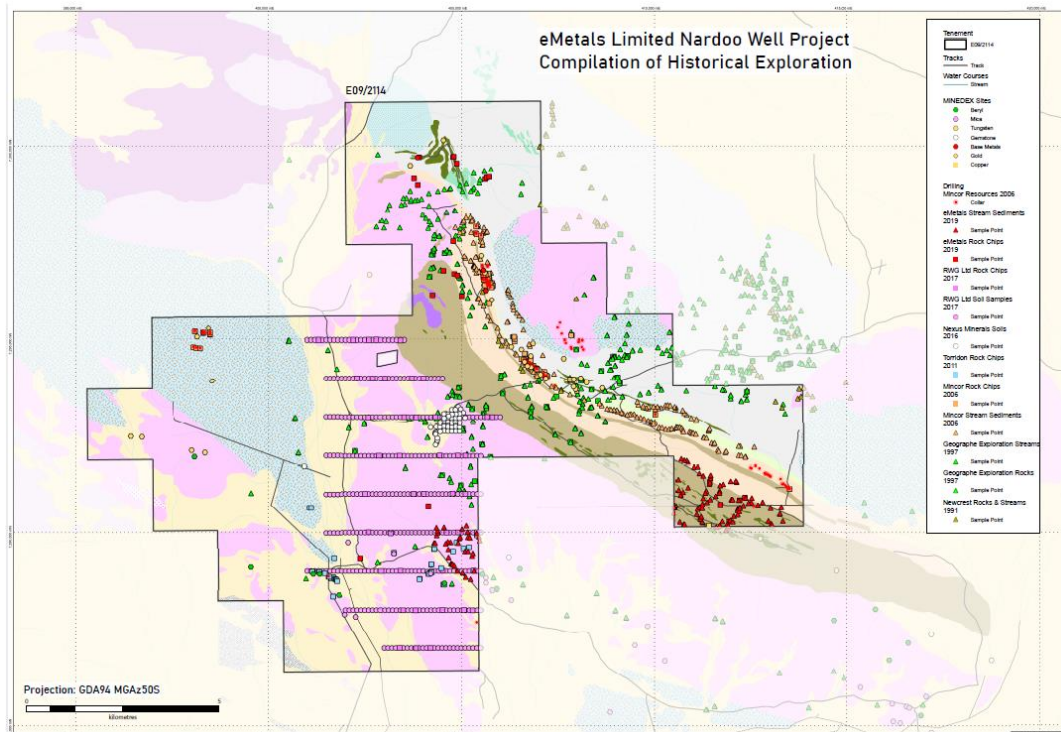 eMetals Limited Nardoo Well Project
Compilation of Historical Exploration
E09/2114
Tenement
E09/2114
Tracks
Track
Water Courses
Stream
MINEDEX Sites
Beryl
Mica
Tungsten
Gemstone
Base Metals
Gold
Copper
Drilling
Mincor Resources 2006
Collar
eMetals Stream Sediments
2019
Sample Point
eMetals Rock Chips
2019
Sample Point
RWG Ltd Rock Chips
2017
Sample Point
RWG Ltd Soil Samples
2017
Sample Point
Nexus Minerals Soils
2016
Sample Point
Torridon Rock Chips
2011
Sample Point
Mincor Rock Chips
2006
Sample Point
Mincor Stream Sediments
2006
Sample Point
Geographe Exploration Streams
1997
Sample Point
Geographe Exploration Rocks
1997
Sample Point
Newcrest Rocks & Streams
1991
Sample Point
Projection: GDA94 MGAz50S
0 5
kilometres